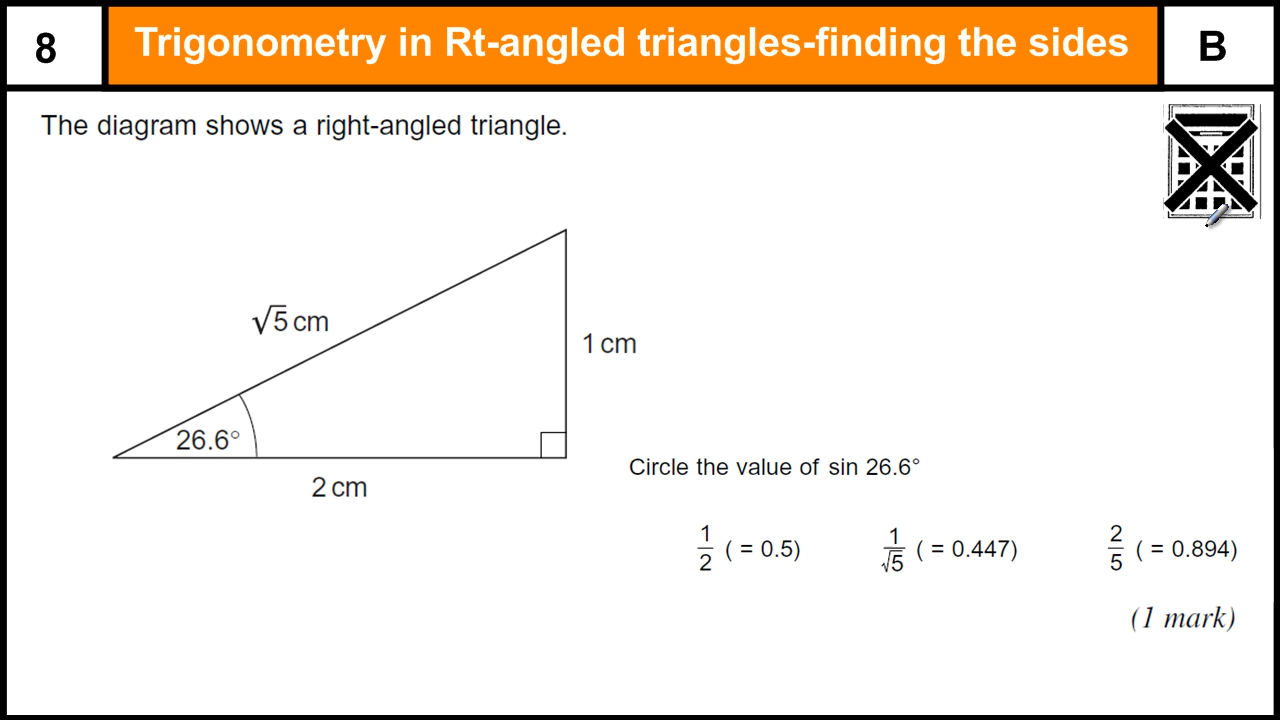 8
Trigonometry in Rt-angled triangles-finding the sides
B
The diagram shows a right-angled triangle.
√5 cm
1 cm
26.6°
2 cm
Circle the value of sin 26.6°
1/2 ( = 0.5) 1/√5 ( = 0.447) 2/5 ( = 0.894)
(1 mark)